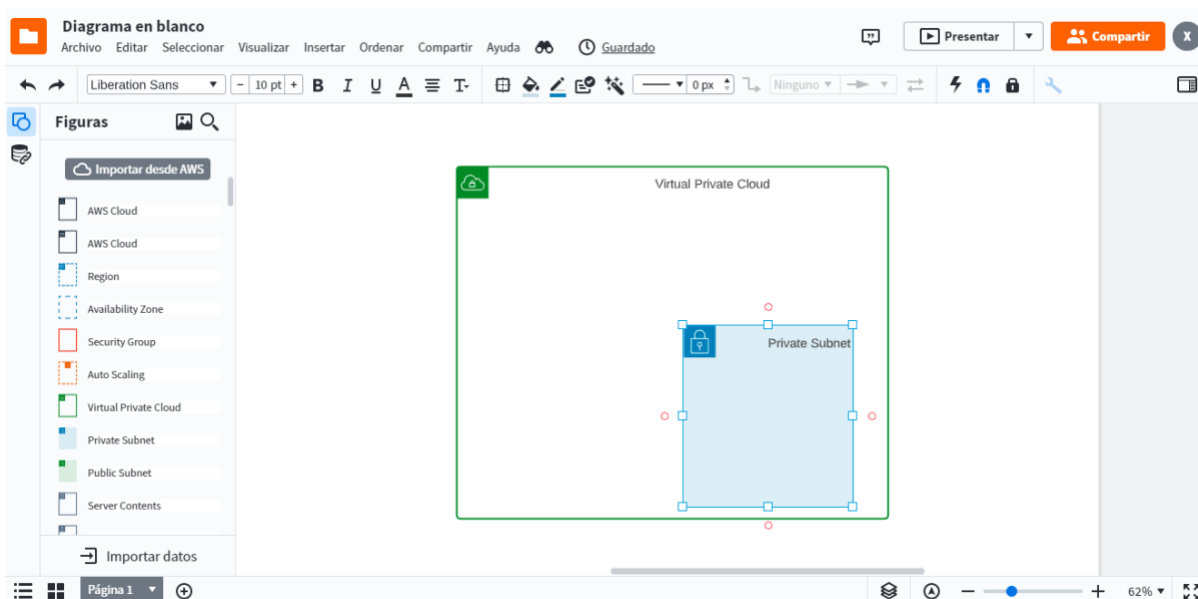 Diagrama en blanco
Archivo Editar Seleccionar Visualizar Insertar Ordenar Compartir Ayuda Guardado
Presentar
Compartir
X
Liberation Sans − 10 pt + B I U A T 0 px Ninguno
Figuras
Importar desde AWS
AWS Cloud
AWS Cloud
Region
Availability Zone
Security Group
Auto Scaling
Virtual Private Cloud
Private Subnet
Public Subnet
Server Contents
Importar datos
Virtual Private Cloud
Private Subnet
Página 1
62%